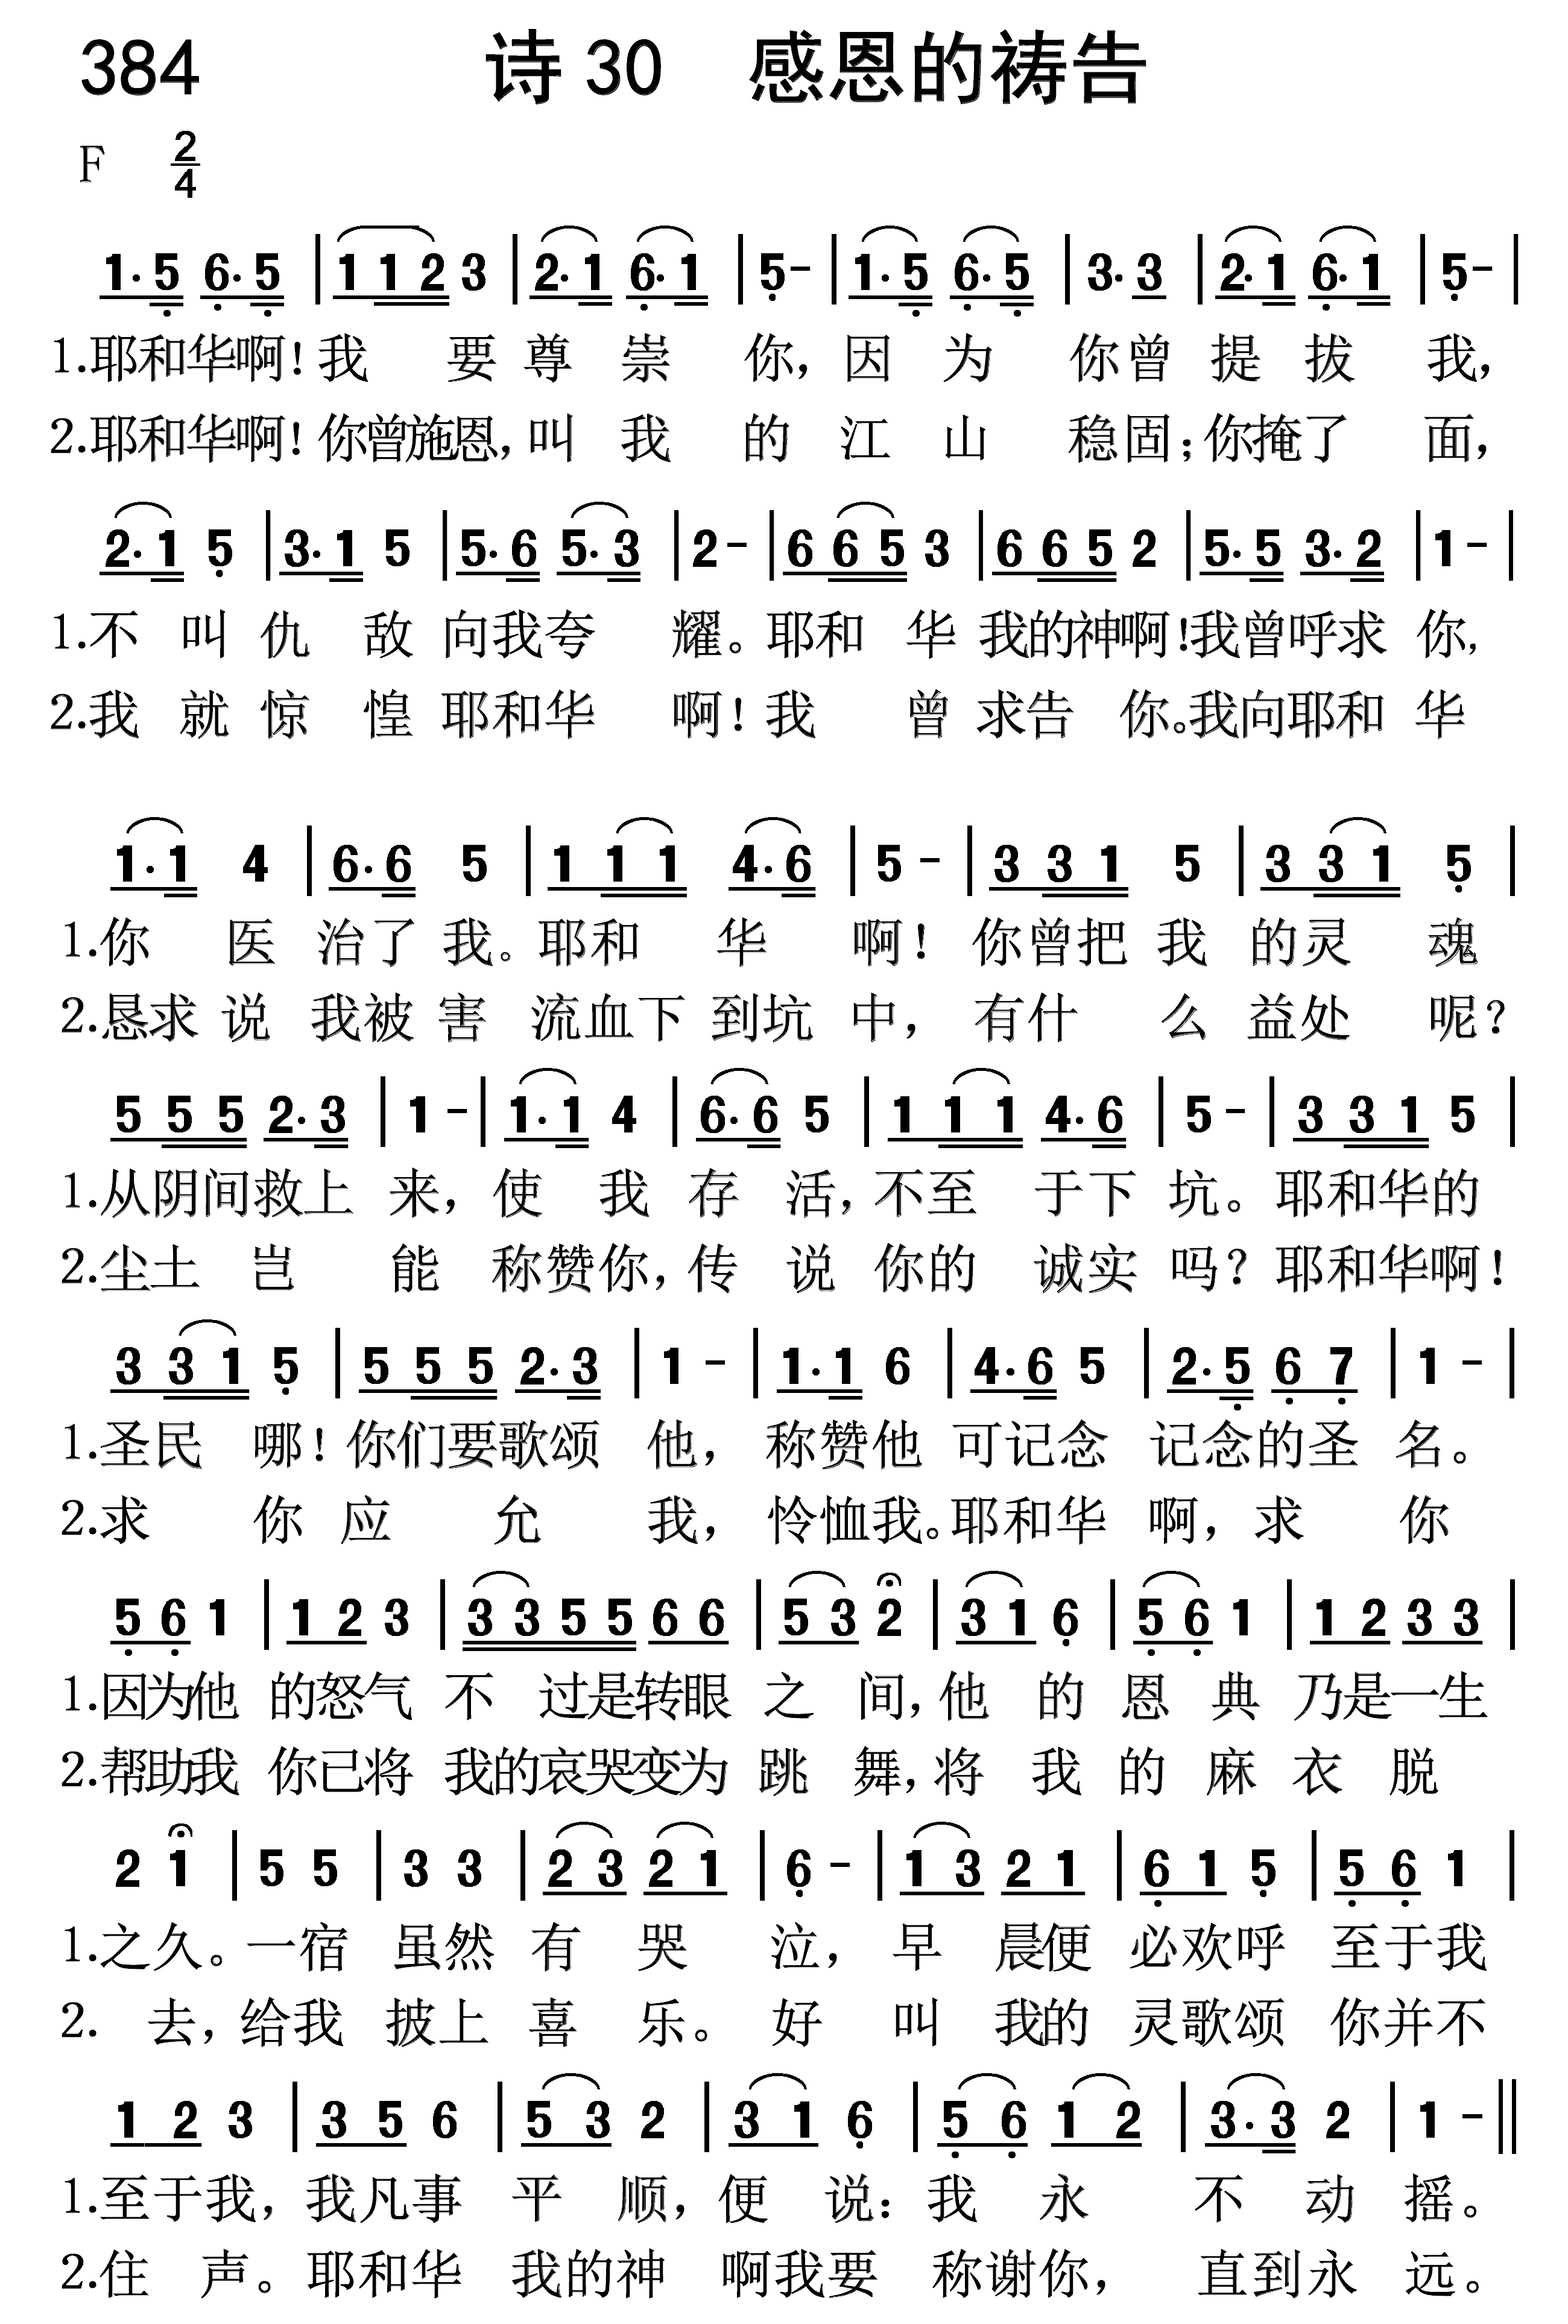 384 诗30 感恩的祷告
F 2/4
1·5 6·5 | 1 1 2 3 | 2·1 6·1 | 5 - | 1·5 6·5 | 3·3 | 2·1 6·1 | 5 - |
1.耶和华啊!我 要 尊 崇 你, 因 为 你曾 提 拔 我,
2.耶和华啊!你曾施恩,叫 我 的 江 山 稳固;你掩了 面,
2·1 5 | 3·1 5 | 5·6 5·3 | 2 - | 6 6 5 3 | 6 6 5 2 | 5·5 3·2 | 1 - |
1.不 叫 仇 敌 向我夸 耀。耶和 华 我的神啊!我曾呼求 你,
2.我 就 惊 惶 耶和华 啊!我 曾 求告 你。我向耶和 华
1·1 4 | 6·6 5 | 1 1 1 4·6 | 5 - | 3 3 1 5 | 3 3 1 5 |
1.你 医 治了 我。耶和 华 啊! 你曾把 我 的灵 魂
2.恳求 说 我被 害 流血下 到坑 中, 有什 么 益处 呢?
5 5 5 2·3 | 1 - | 1·1 4 | 6·6 5 | 1 1 1 4·6 | 5 - | 3 3 1 5 |
1.从阴间救上 来, 使 我 存 活,不至 于下 坑。耶和华的
2.尘土 岂 能 称赞你,传 说 你的 诚实 吗?耶和华啊!
3 3 1 5 | 5 5 5 2·3 | 1 - | 1·1 6 | 4·6 5 | 2·5 6 7 | 1 - |
1.圣民 哪!你们要歌颂 他, 称赞他 可记念 记念的圣 名。
2.求 你 应 允 我, 怜恤我。耶和华 啊,求 你
5 6 1 | 1 2 3 | 3 3 5 5 6 6 | 5 3 2 | 3 1 6 | 5 6 1 | 1 2 3 3 |
1.因为他 的怒气 不 过是转眼 之 间,他 的 恩 典 乃是一生
2.帮助我 你已将 我的哀哭变为 跳 舞,将 我 的 麻 衣 脱
2 1 | 5 5 | 3 3 | 2 3 2 1 | 6 - | 1 3 2 1 | 6 1 5 | 5 6 1 |
1.之久。一宿 虽然 有 哭 泣, 早 晨便 必欢呼 至于我
2. 去,给我 披上 喜 乐。 好 叫 我的 灵歌颂 你并不
1 2 3 | 3 5 6 | 5 3 2 | 3 1 6 | 5 6 1 2 | 3·3 2 | 1 - ||
1.至于我,我凡事 平 顺,便 说:我 永 不 动 摇。
2.住 声。耶和华 我的神 啊我要 称谢你, 直到永 远。